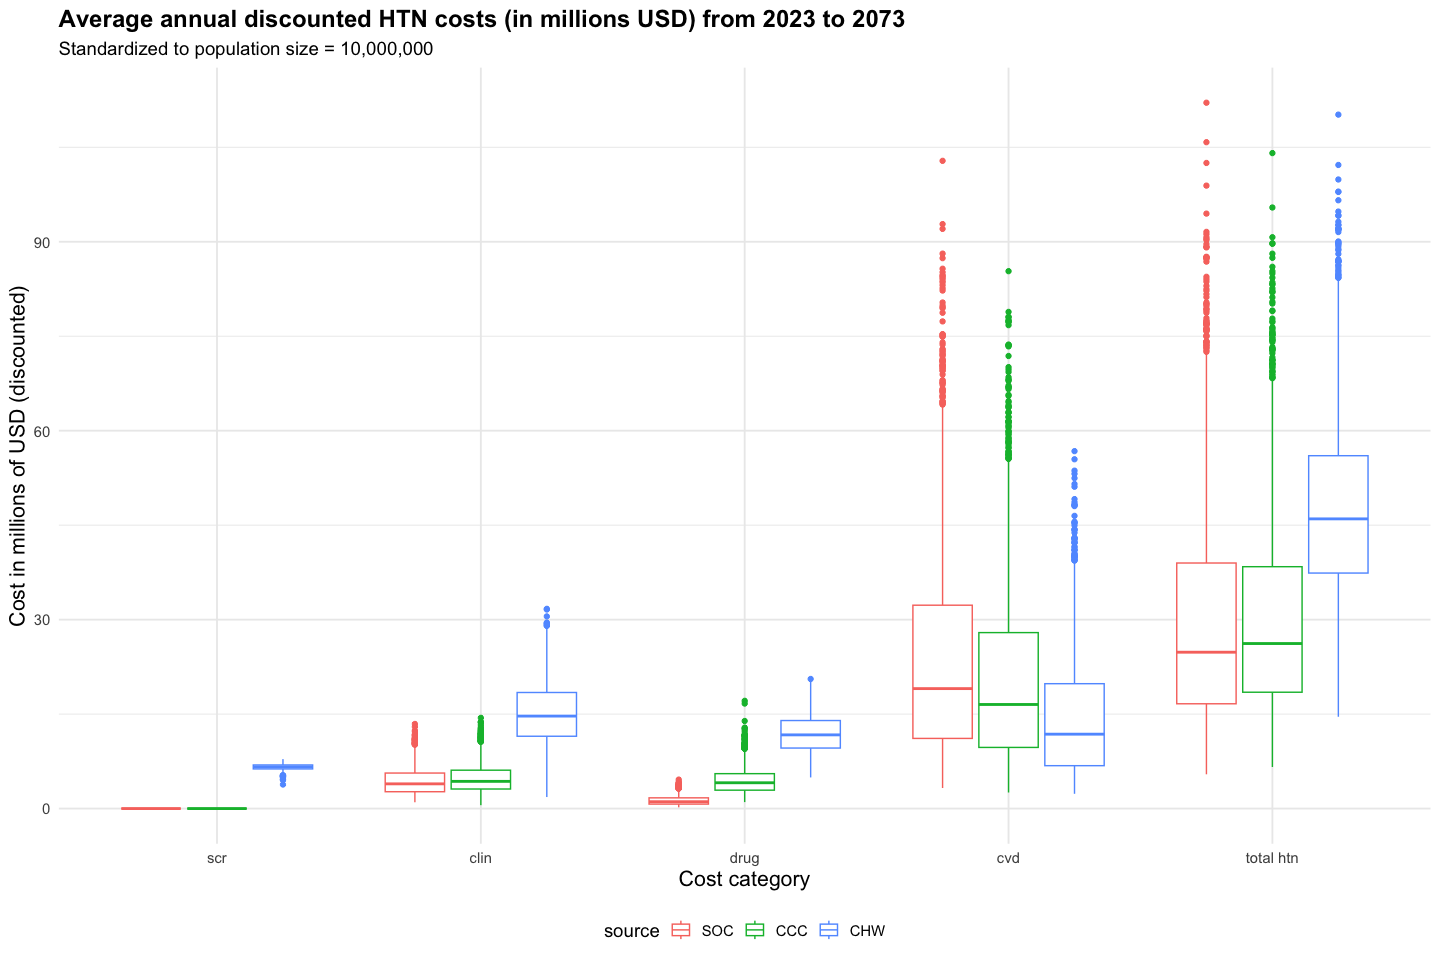 Average annual discounted HTN costs (in millions USD) from 2023 to 2073
Standardized to population size = 10,000,000
Cost in millions of USD (discounted)
90
60
30
0
scr clin drug cvd total htn
Cost category
source SOC CCC CHW